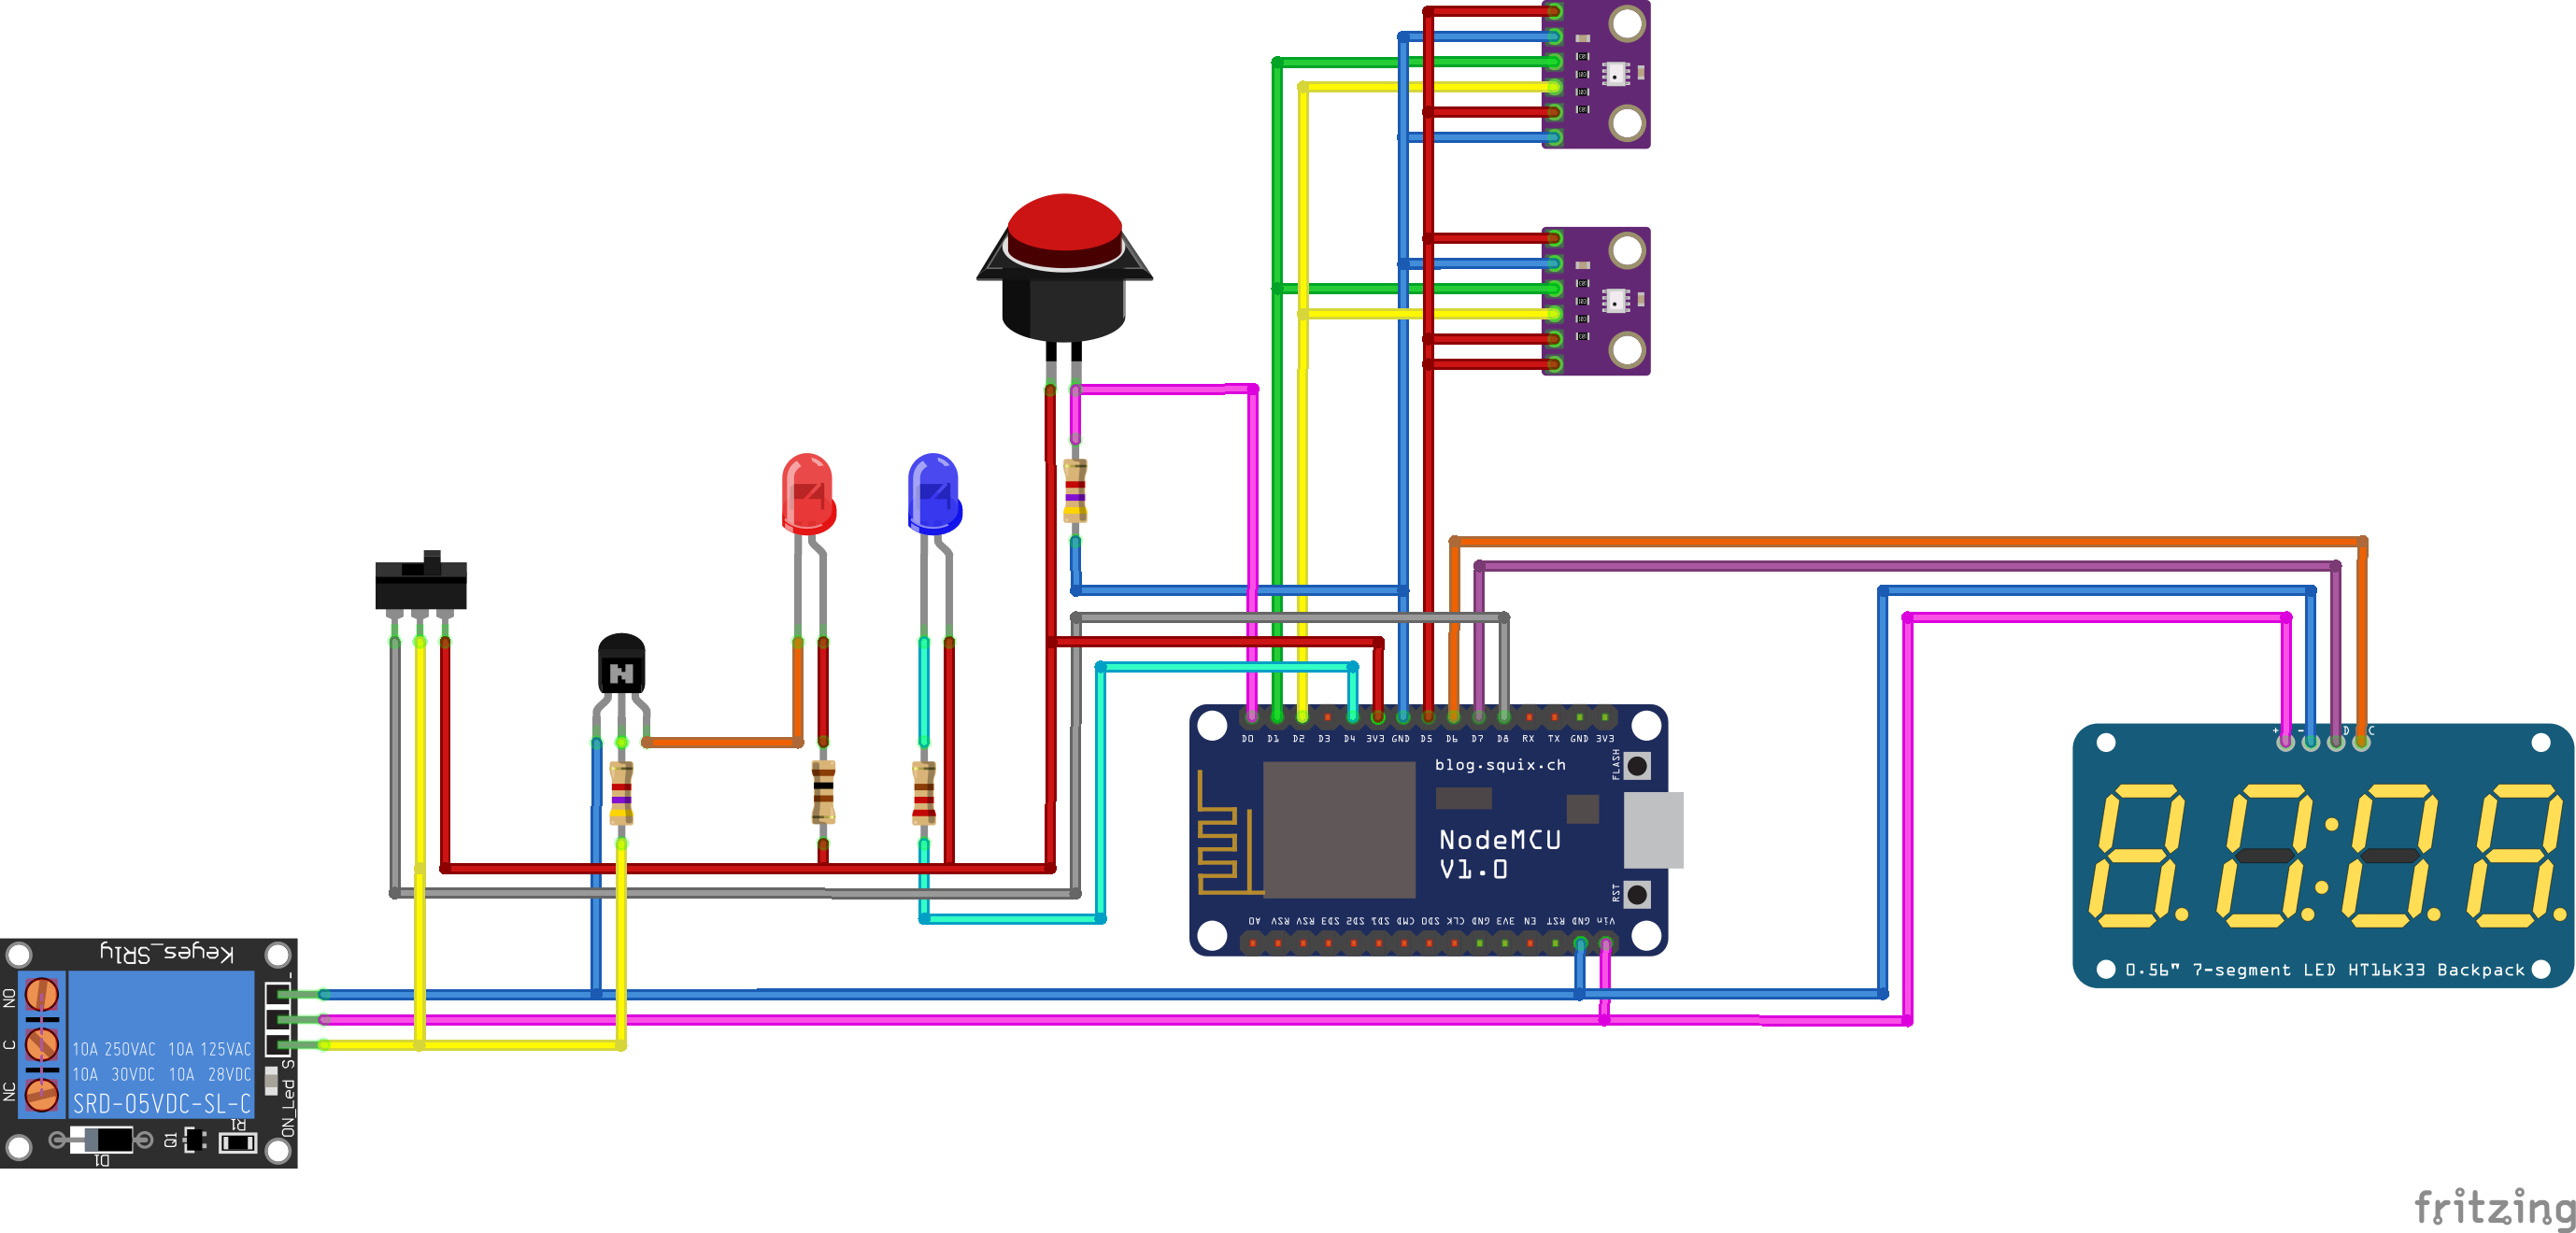 D0 D1 D2 D3 D4 3V3 GND D5 D6 D7 D8 RX TX GND 3V3
blog.squix.ch
FLASH
NodeMCU
V1.0
RST
A0 RSV RSV SD3 SD2 SD1 CMD SD0 CLK GND 3V3 EN RST GND Vin
+ - D C
0.56" 7-segment LED HT16K33 Backpack
N
Keyes_SRly
NO
C
NC
10A 250VAC 10A 125VAC
10A 30VDC 10A 28VDC
SRD-05VDC-SL-C
-
S
ON_Led
D1
Q1
R1
fritzing